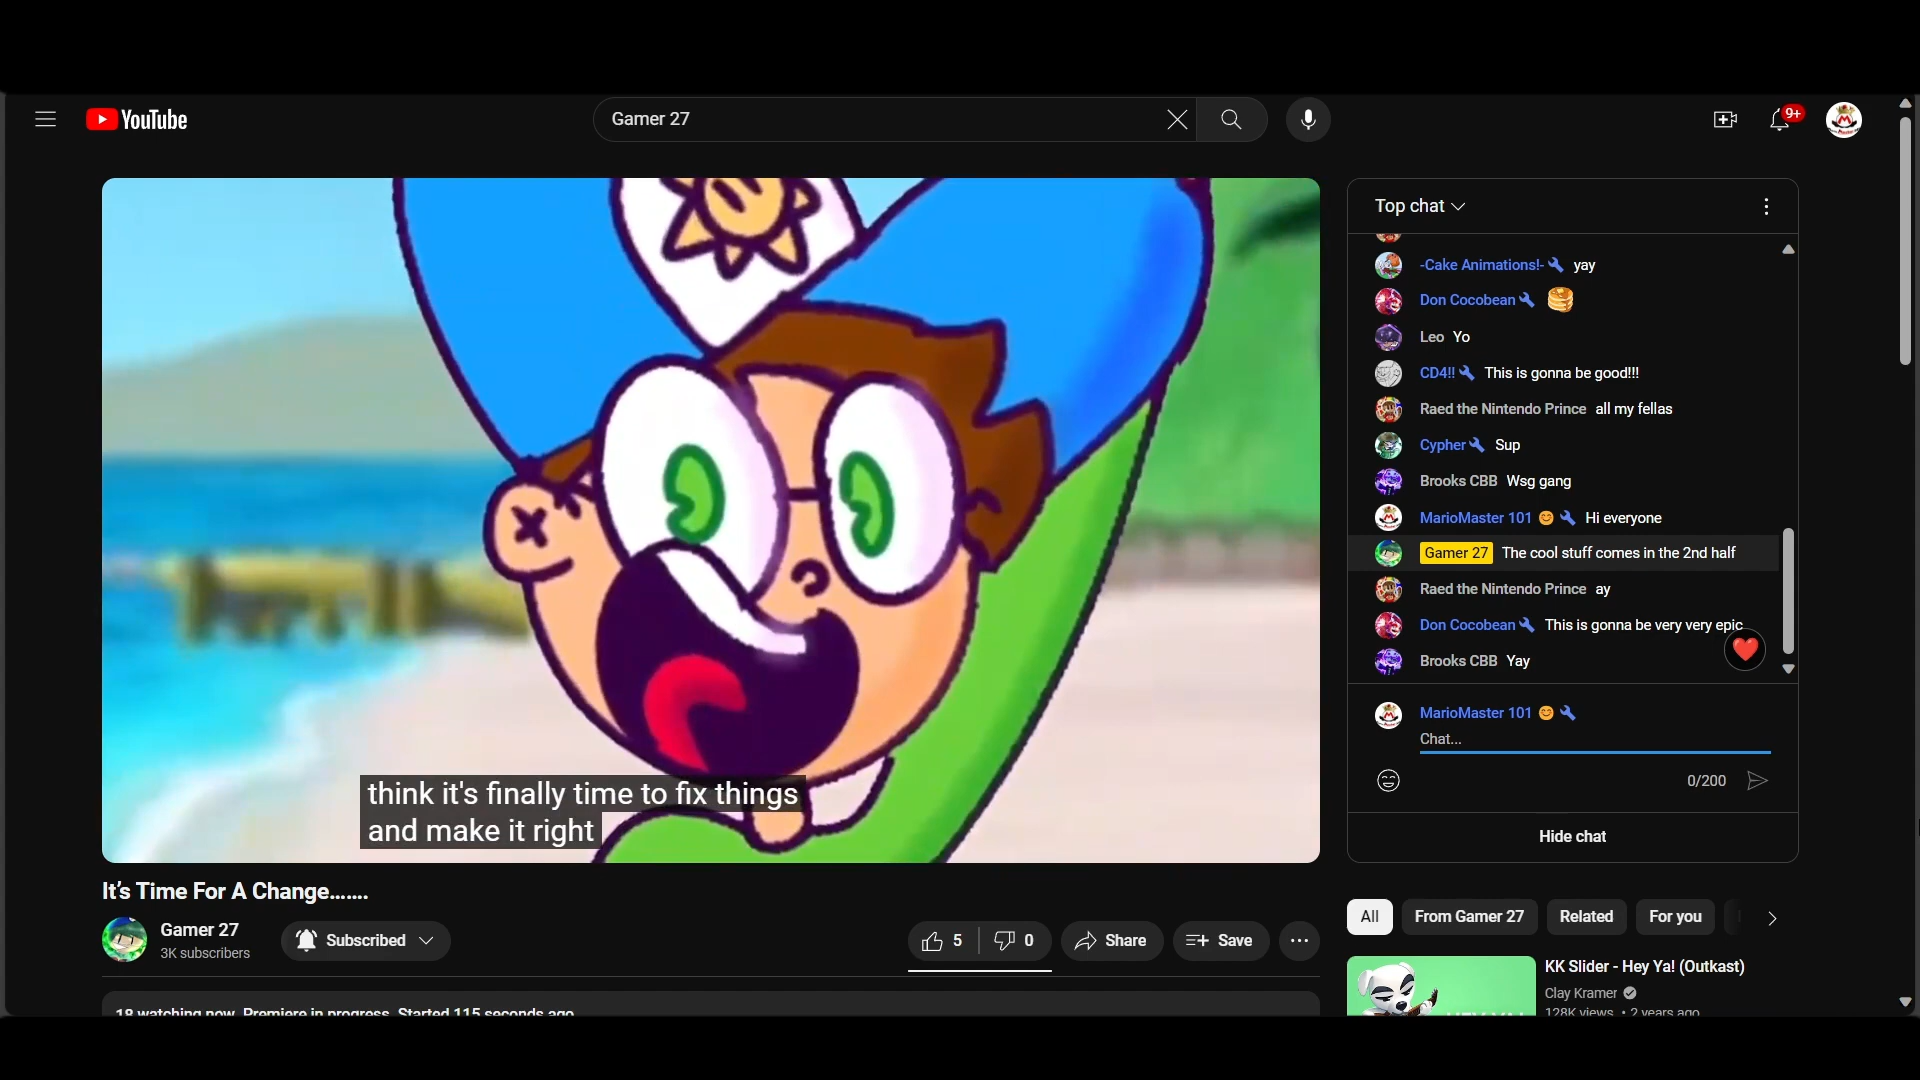 YouTube
Gamer 27
9+
Top chat
-Cake Animations!- yay
Don Cocobean
Leo Yo
CD4!! This is gonna be good!!!
Raed the Nintendo Prince all my fellas
Cypher Sup
Brooks CBB Wsg gang
MarioMaster 101 Hi everyone
Gamer 27 The cool stuff comes in the 2nd half
Raed the Nintendo Prince ay
Don Cocobean This is gonna be very very epic
Brooks CBB Yay
MarioMaster 101
Chat...
0/200
Hide chat
think it's finally time to fix things
and make it right
It’s Time For A Change.......
Gamer 27
3K subscribers
Subscribed
5
0
Share
Save
18 watching now Premiere in progress. Started 115 seconds ago
All
From Gamer 27
Related
For you
KK Slider - Hey Ya! (Outkast)
Clay Kramer
128K views • 2 years ago